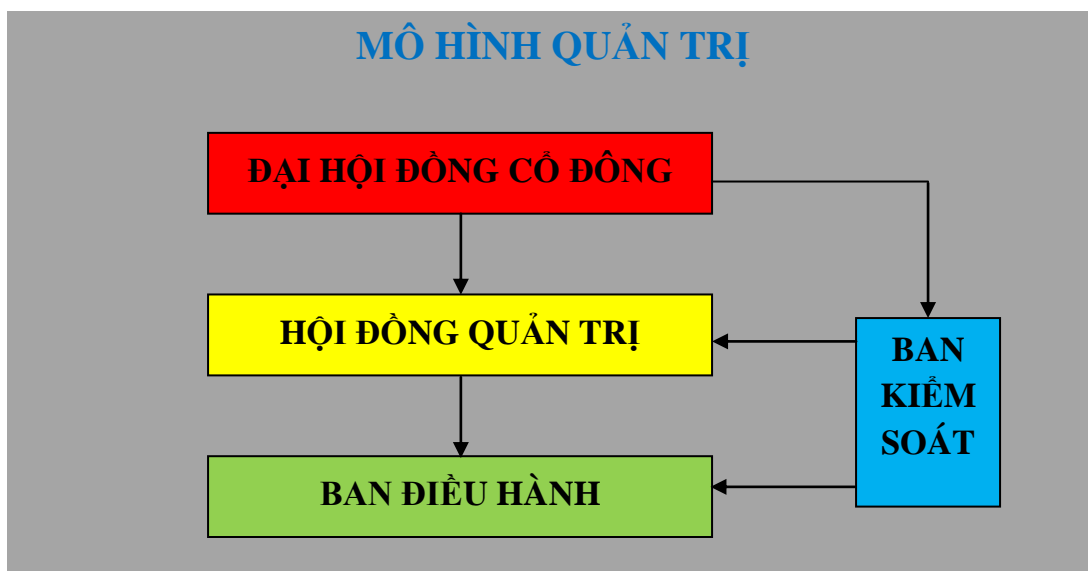 MÔ HÌNH QUẢN TRỊ
ĐẠI HỘI ĐỒNG CỔ ĐÔNG
HỘI ĐỒNG QUẢN TRỊ
BAN
KIỂM
SOÁT
BAN ĐIỀU HÀNH